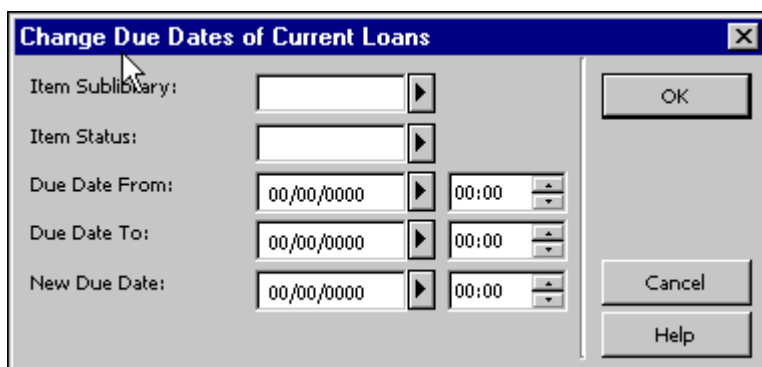 Change Due Dates of Current Loans
Item Sublibrary:
OK
Item Status:
Due Date From: 00/00/0000 00:00
Due Date To: 00/00/0000 00:00
New Due Date: 00/00/0000 00:00
Cancel
Help